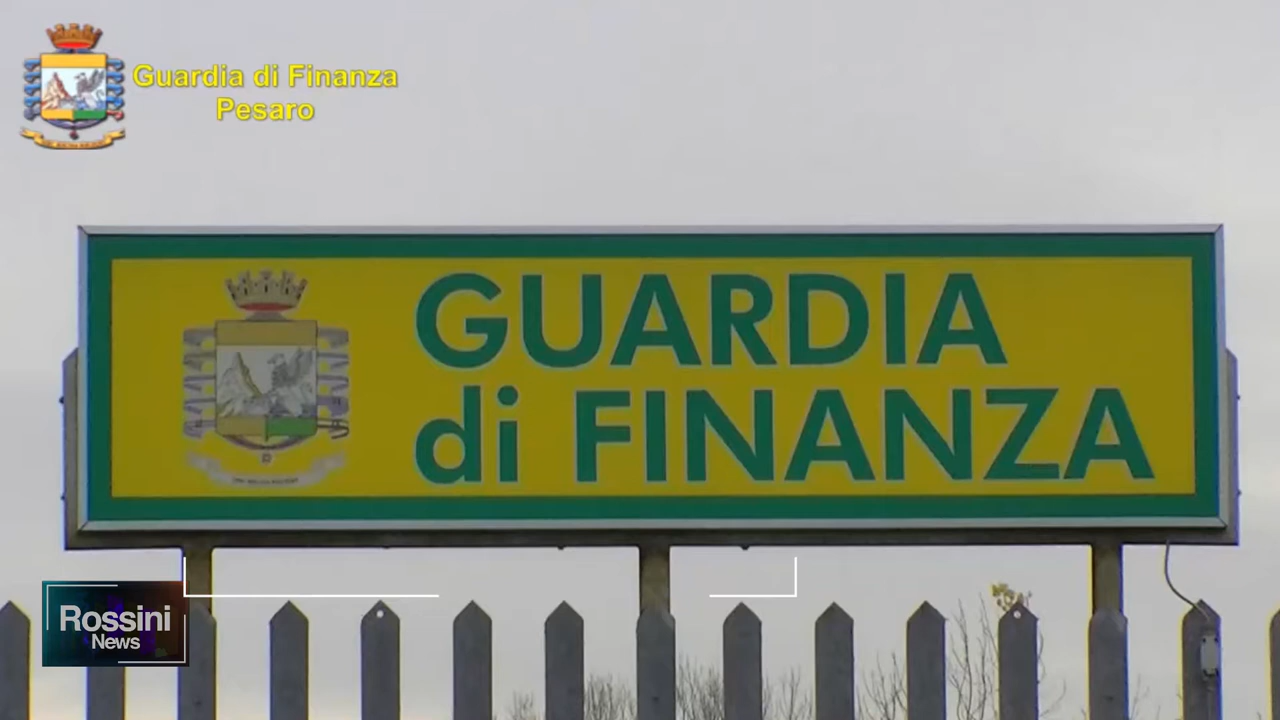 Guardia di Finanza
Pesaro
GUARDIA
di FINANZA
Rossini
News